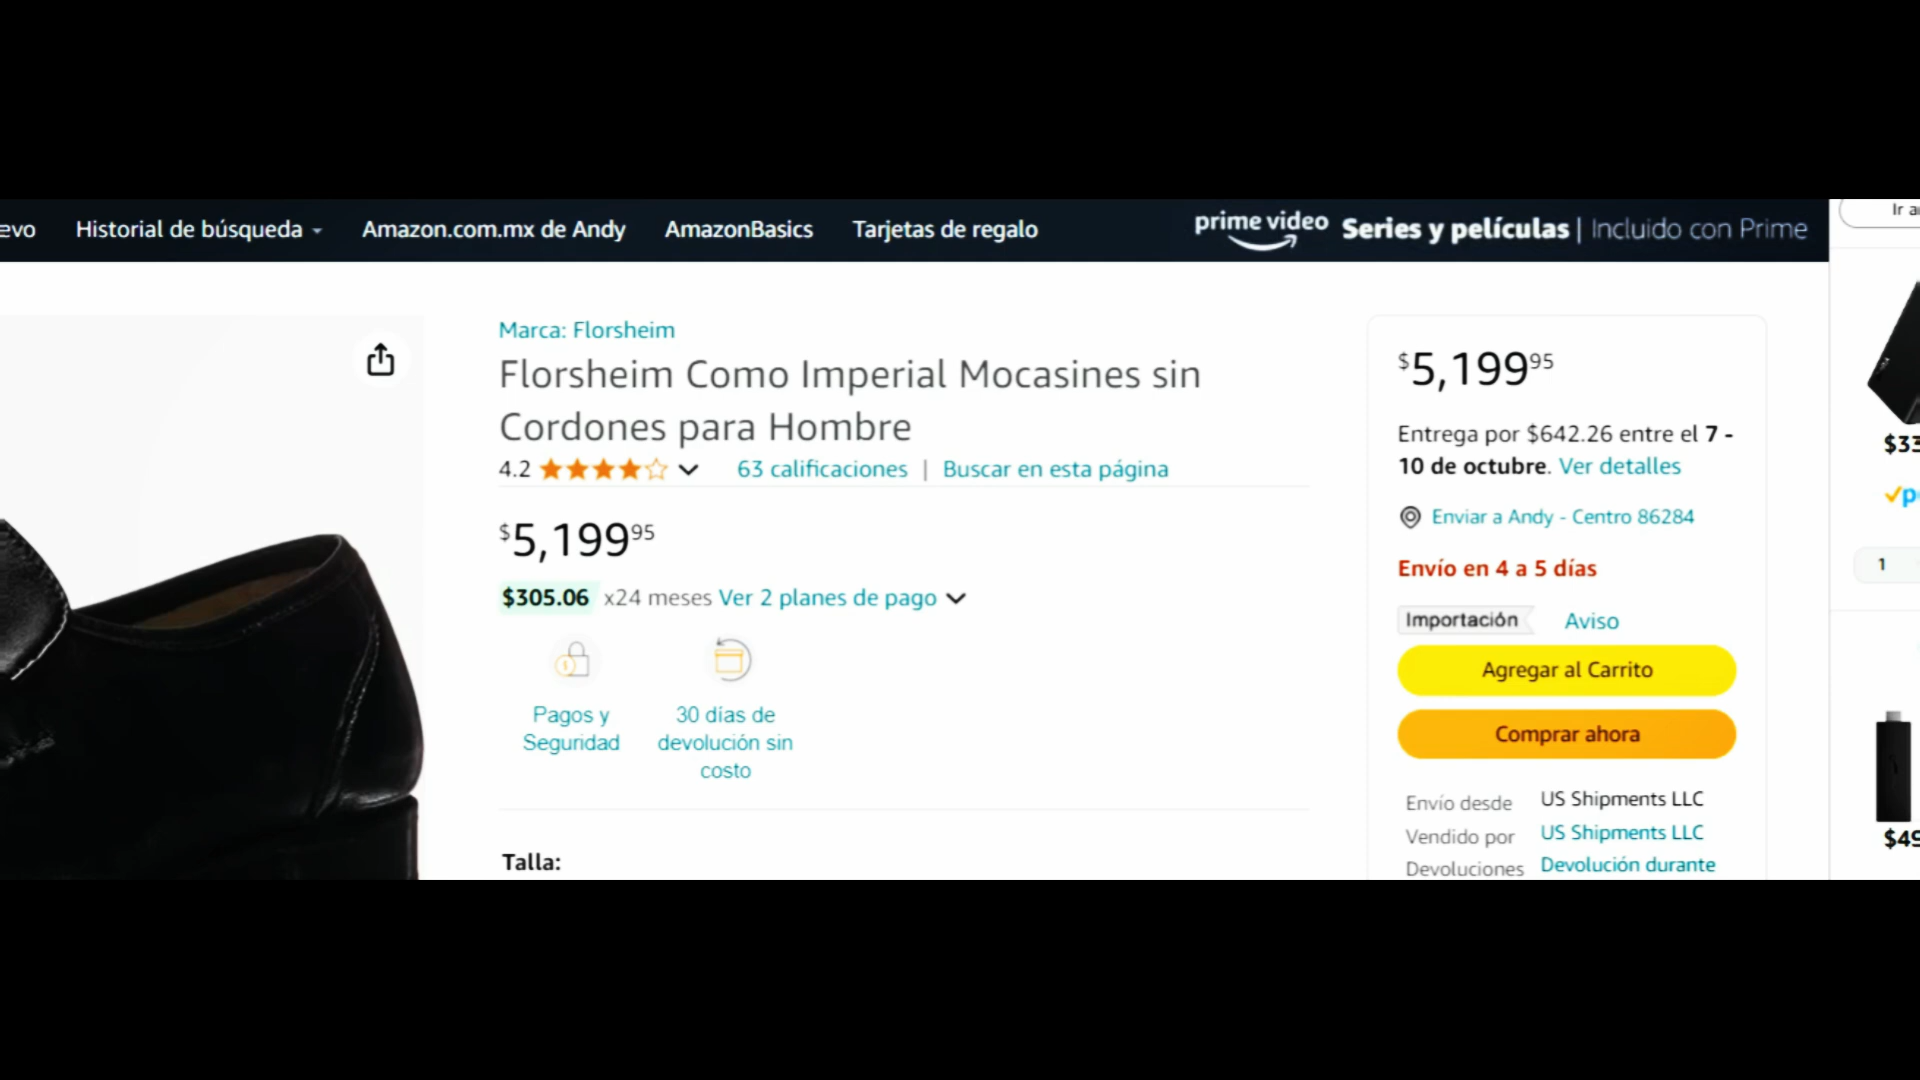 Historial de búsqueda
Amazon.com.mx de Andy
AmazonBasics
Tarjetas de regalo
prime video
Series y películas | Incluido con Prime
Marca: Florsheim
Florsheim Como Imperial Mocasines sin
Cordones para Hombre
4.2
63 calificaciones | Buscar en esta página
$5,199.95
$305.06 x24 meses Ver 2 planes de pago
Pagos y
Seguridad
30 días de
devolución sin
costo
Talla:
$5,199.95
Entrega por $642.26 entre el 7 -
10 de octubre. Ver detalles
Enviar a Andy - Centro 86284
Envío en 4 a 5 días
Importación
Aviso
Agregar al Carrito
Comprar ahora
Envío desde US Shipments LLC
Vendido por US Shipments LLC
Devoluciones Devolución durante
Ir
1